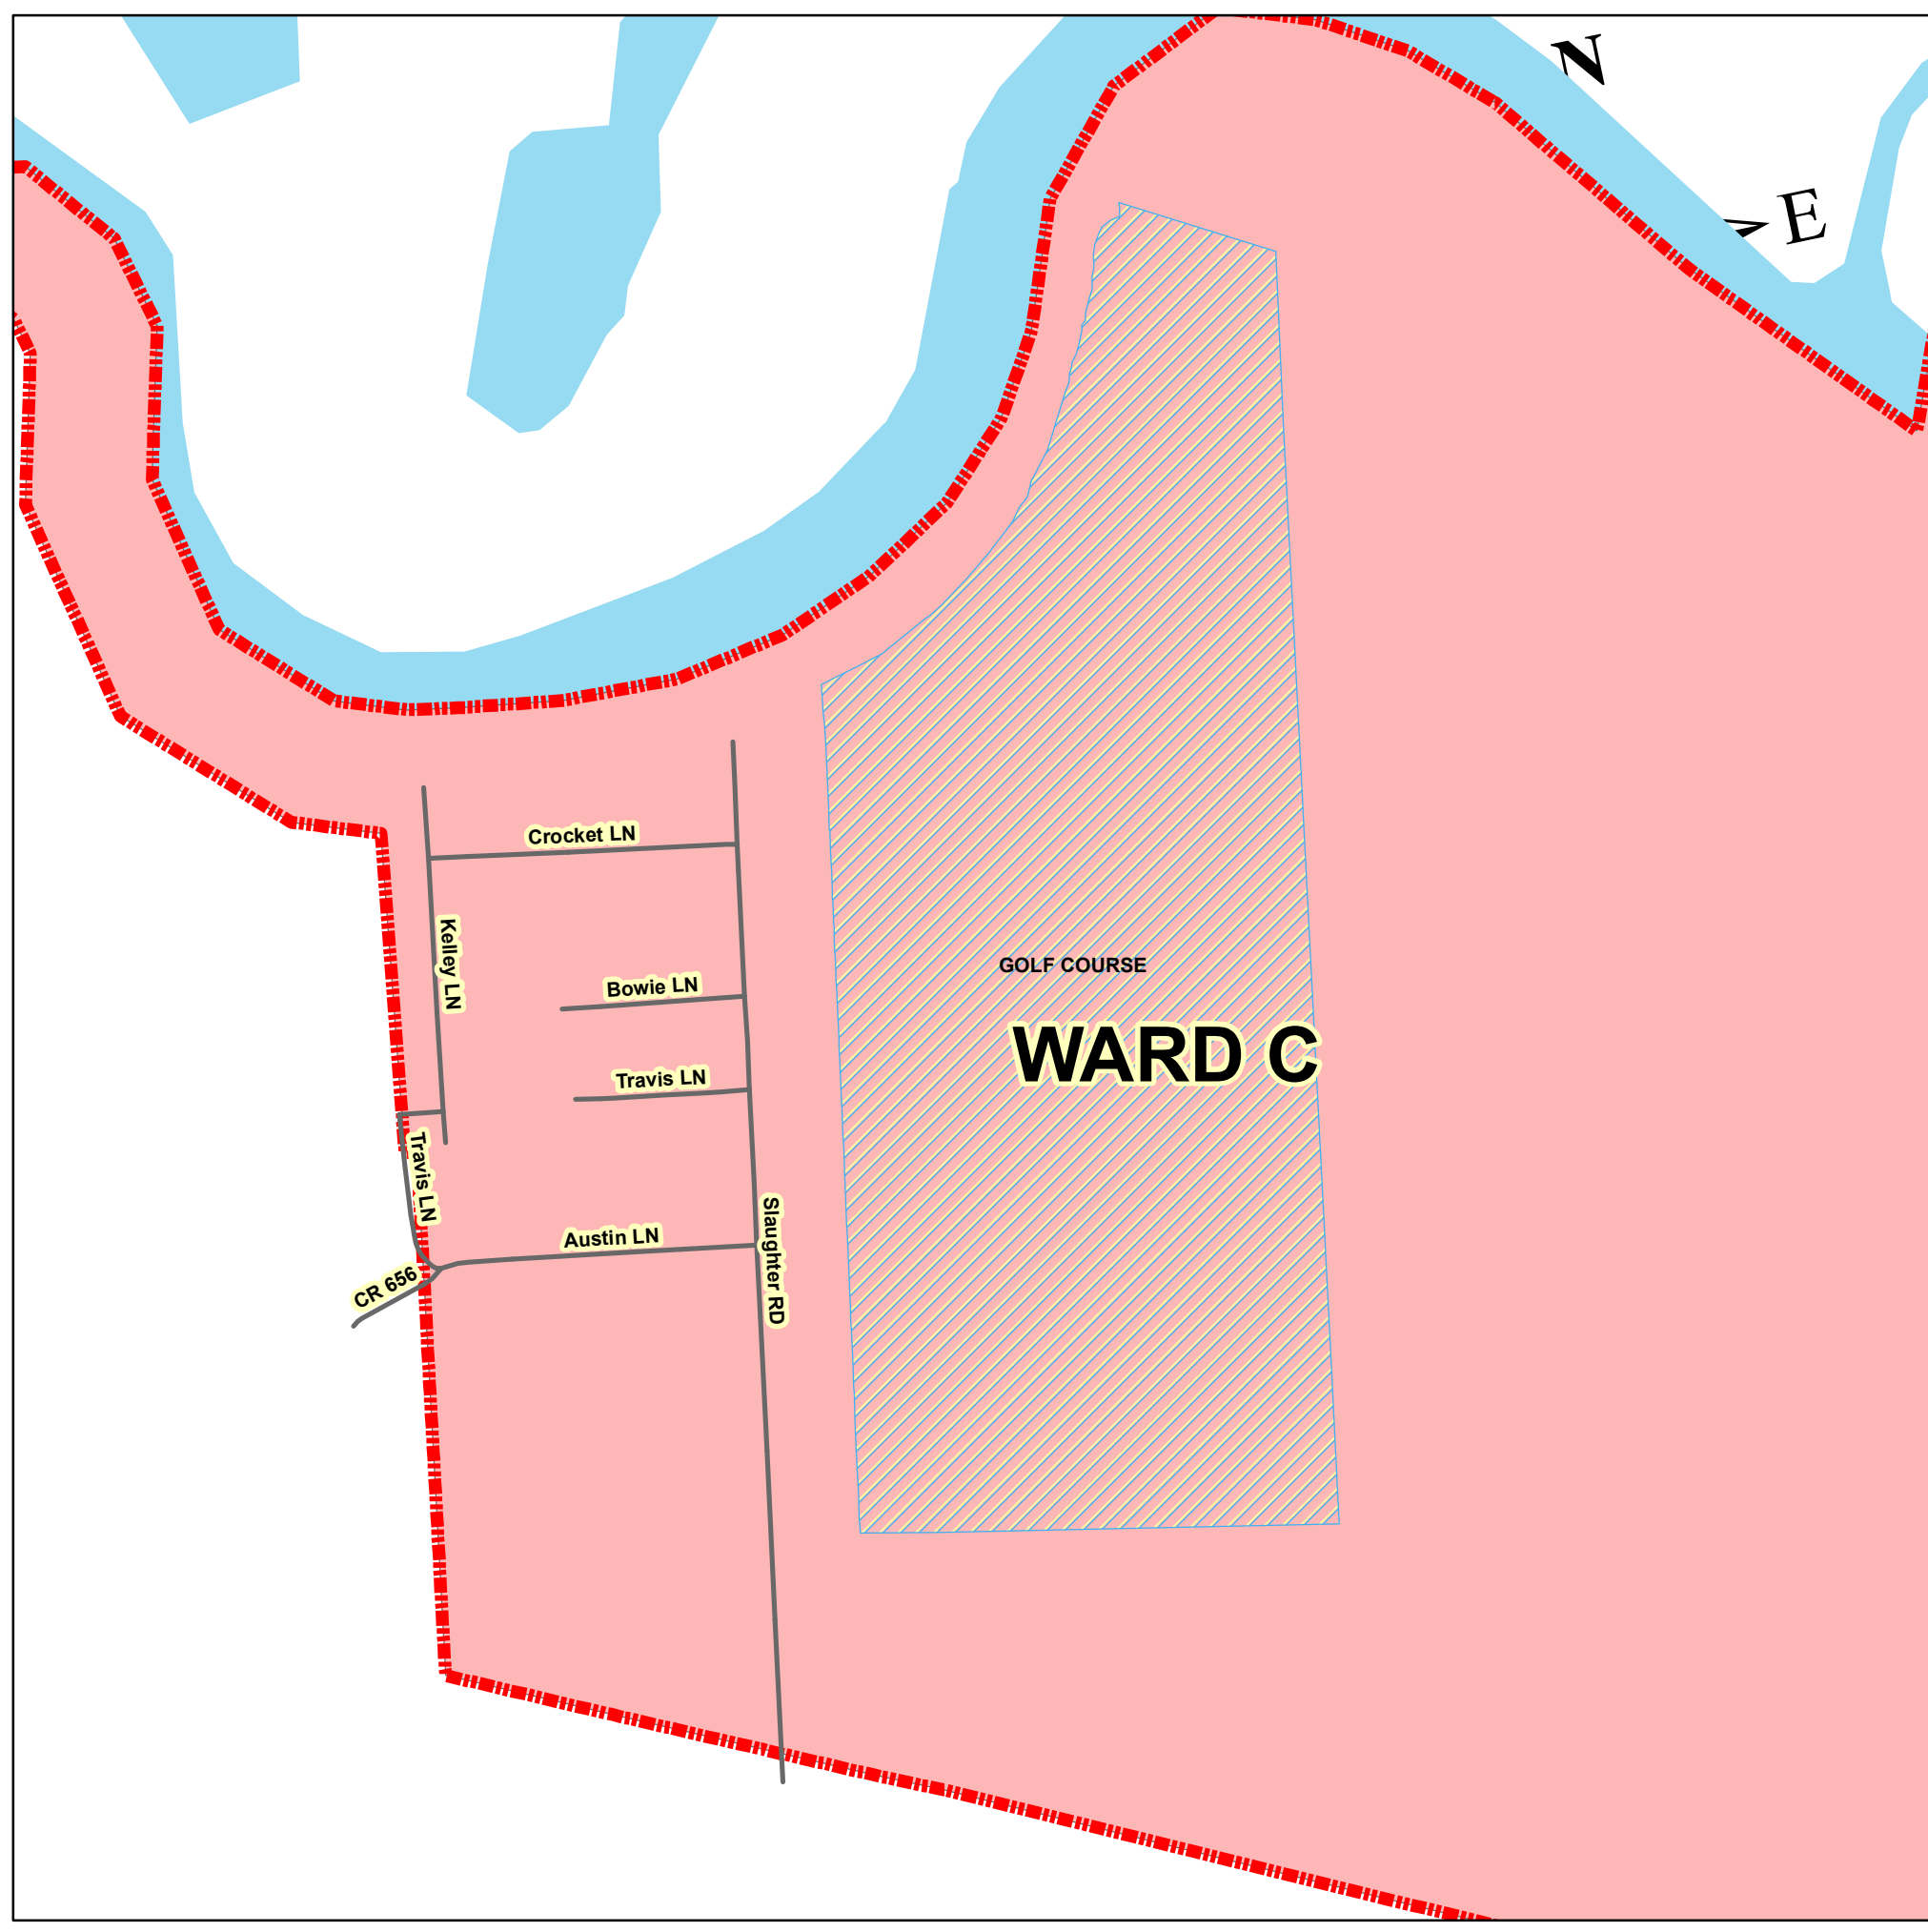 N
E
Crocket LN
Kelley LN
GOLF COURSE
Bowie LN
WARD C
Travis LN
Travis LN
Slaughter RD
Austin LN
CR 656